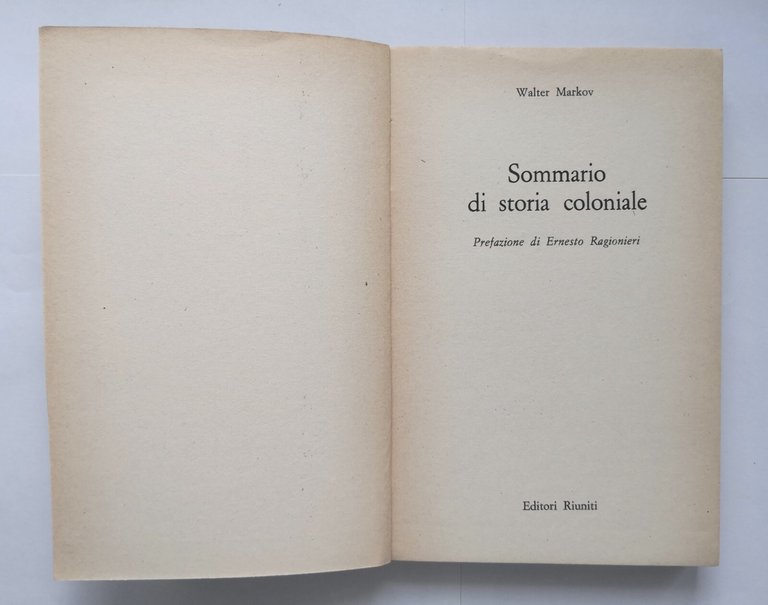 Walter Markov
Sommario
di storia coloniale
Prefazione di Ernesto Ragionieri
Editori Riuniti